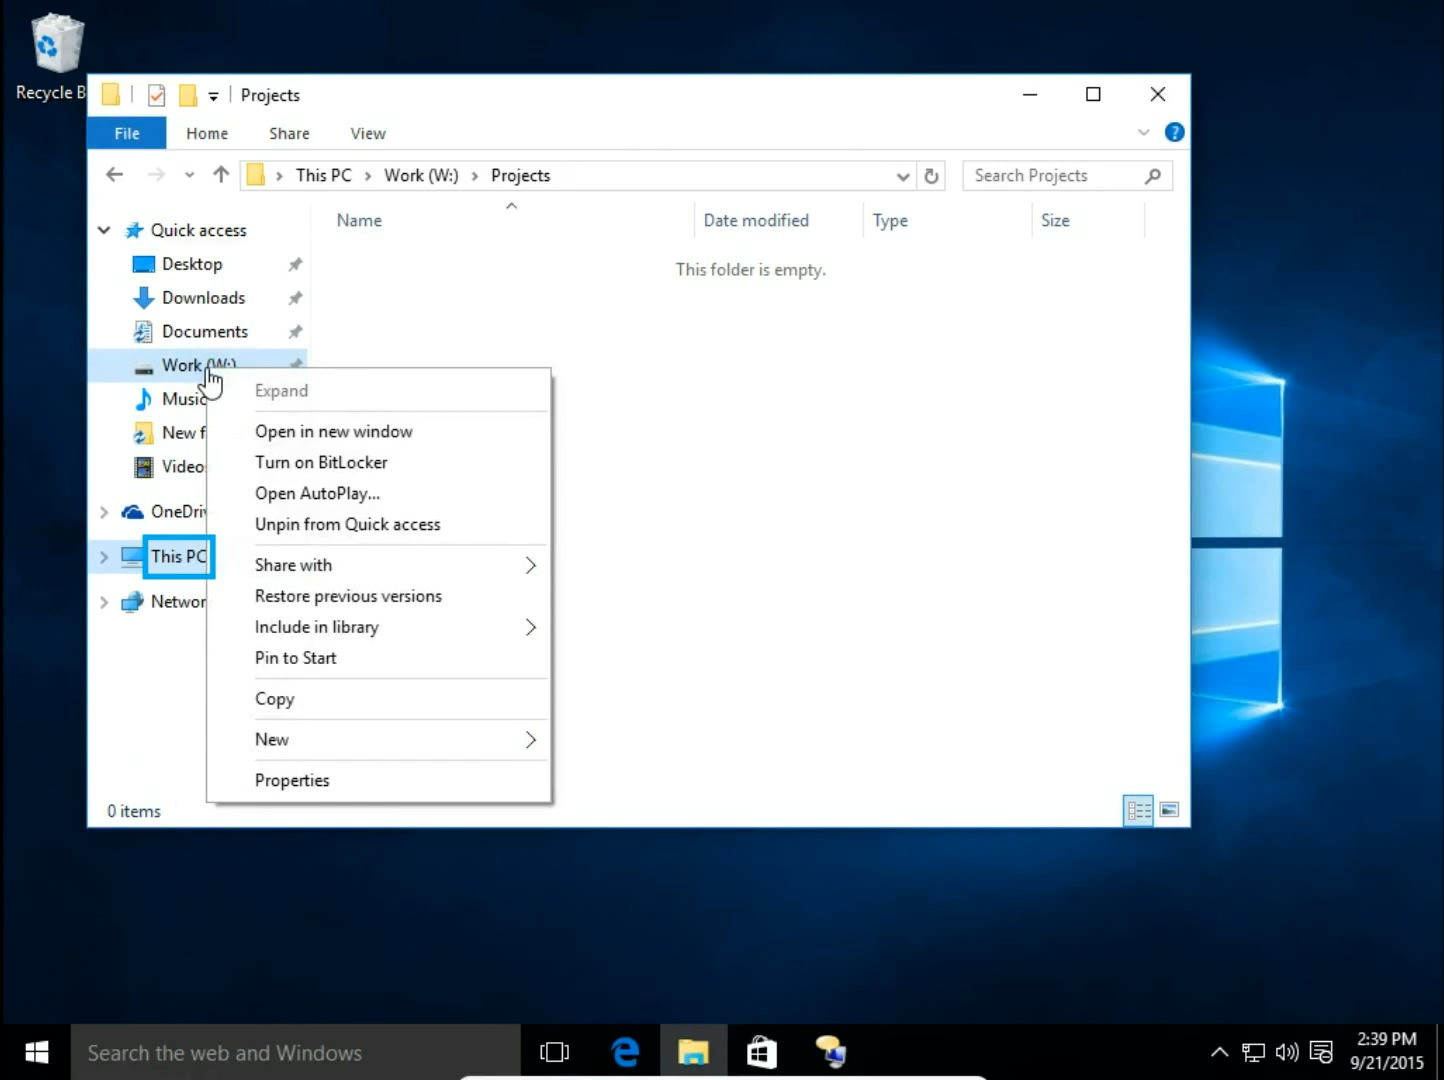 Recycle B
Projects
File Home Share View
This PC Work (W:) Projects
Search Projects
Name Date modified Type Size
This folder is empty.
Quick access
Desktop
Downloads
Documents
Work (W:)
Music
New f
Video
OneDriv
This PC
Networ
Expand
Open in new window
Turn on BitLocker
Open AutoPlay...
Unpin from Quick access
Share with
Restore previous versions
Include in library
Pin to Start
Copy
New
Properties
0 items
Search the web and Windows
2:39 PM
9/21/2015